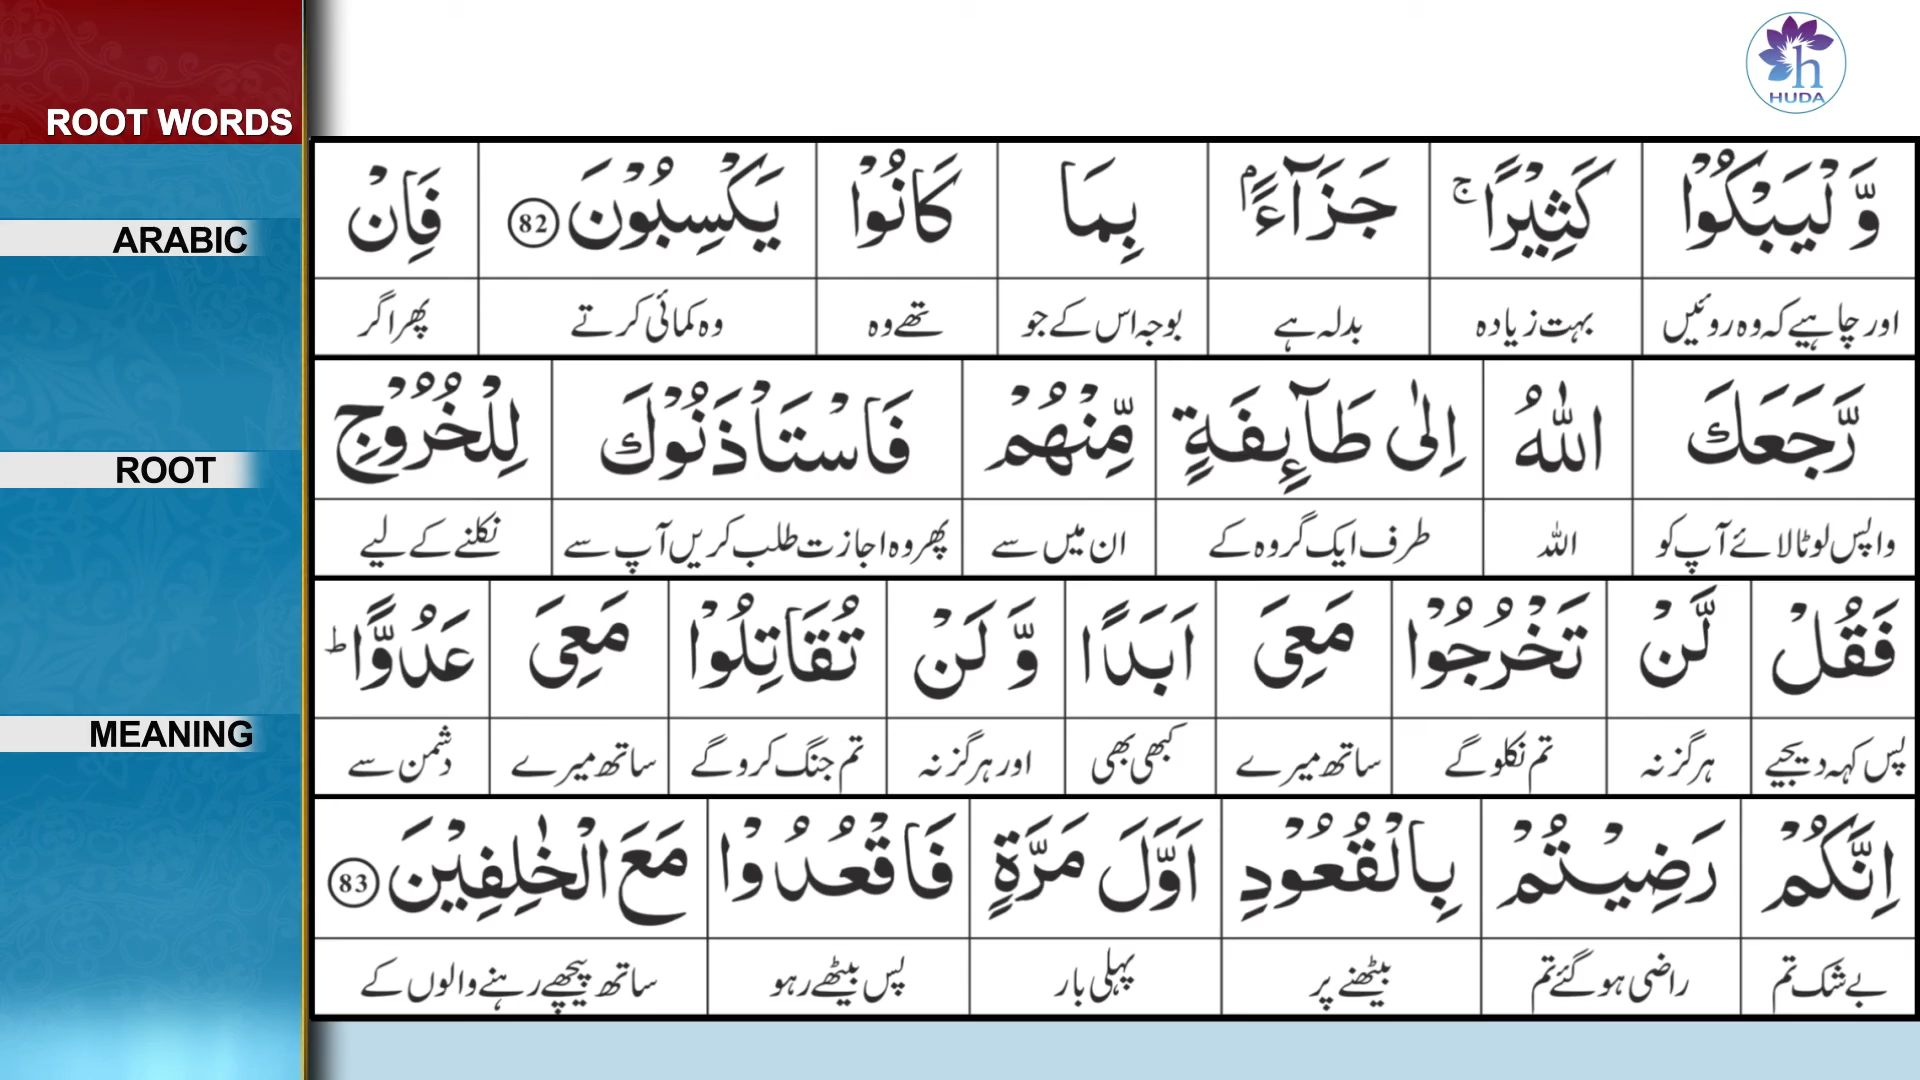 HUDA
ROOT WORDS
ARABIC
ROOT
MEANING
وَّ لْيَبْكُوْا كَثِيْرًا ۚ جَزَآءًۢ بِمَا كَانُوْا يَكْسِبُوْنَ 82 فَاِنْ
اور چاہیے کہ وہ روئیں بہت زیادہ بدلہ ہے بوجہ اس کے جو تھے وہ وہ کمائی کرتے پھر اگر
رَّجَعَكَ اللّٰهُ اِلٰى طَآىِٕفَةٍ مِّنْهُمْ فَاسْتَاْذَنُوْكَ لِلْخُرُوْجِ
واپس لوٹا لائے آپ کو اللہ طرف ایک گروہ کے ان میں سے پھر وہ اجازت طلب کریں آپ سے نکلنے کے لیے
فَقُلْ لَّنْ تَخْرُجُوْا مَعِىَ اَبَدًا وَّ لَنْ تُقَاتِلُوْا مَعِىَ عَدُوًّا ؕ
پس کہہ دیجیے ہرگز نہ تم نکلو گے ساتھ میرے کبھی بھی اور ہرگز نہ تم جنگ کرو گے ساتھ میرے دشمن سے
اِنَّكُمْ رَضِيْتُمْ بِالْقُعُوْدِ اَوَّلَ مَرَّةٍ فَاقْعُدُوْا مَعَ الْخٰلِفِيْنَ 83
بے شک تم راضی ہو گئے تم بیٹھنے پر پہلی بار پس بیٹھے رہو ساتھ پیچھے رہنے والوں کے